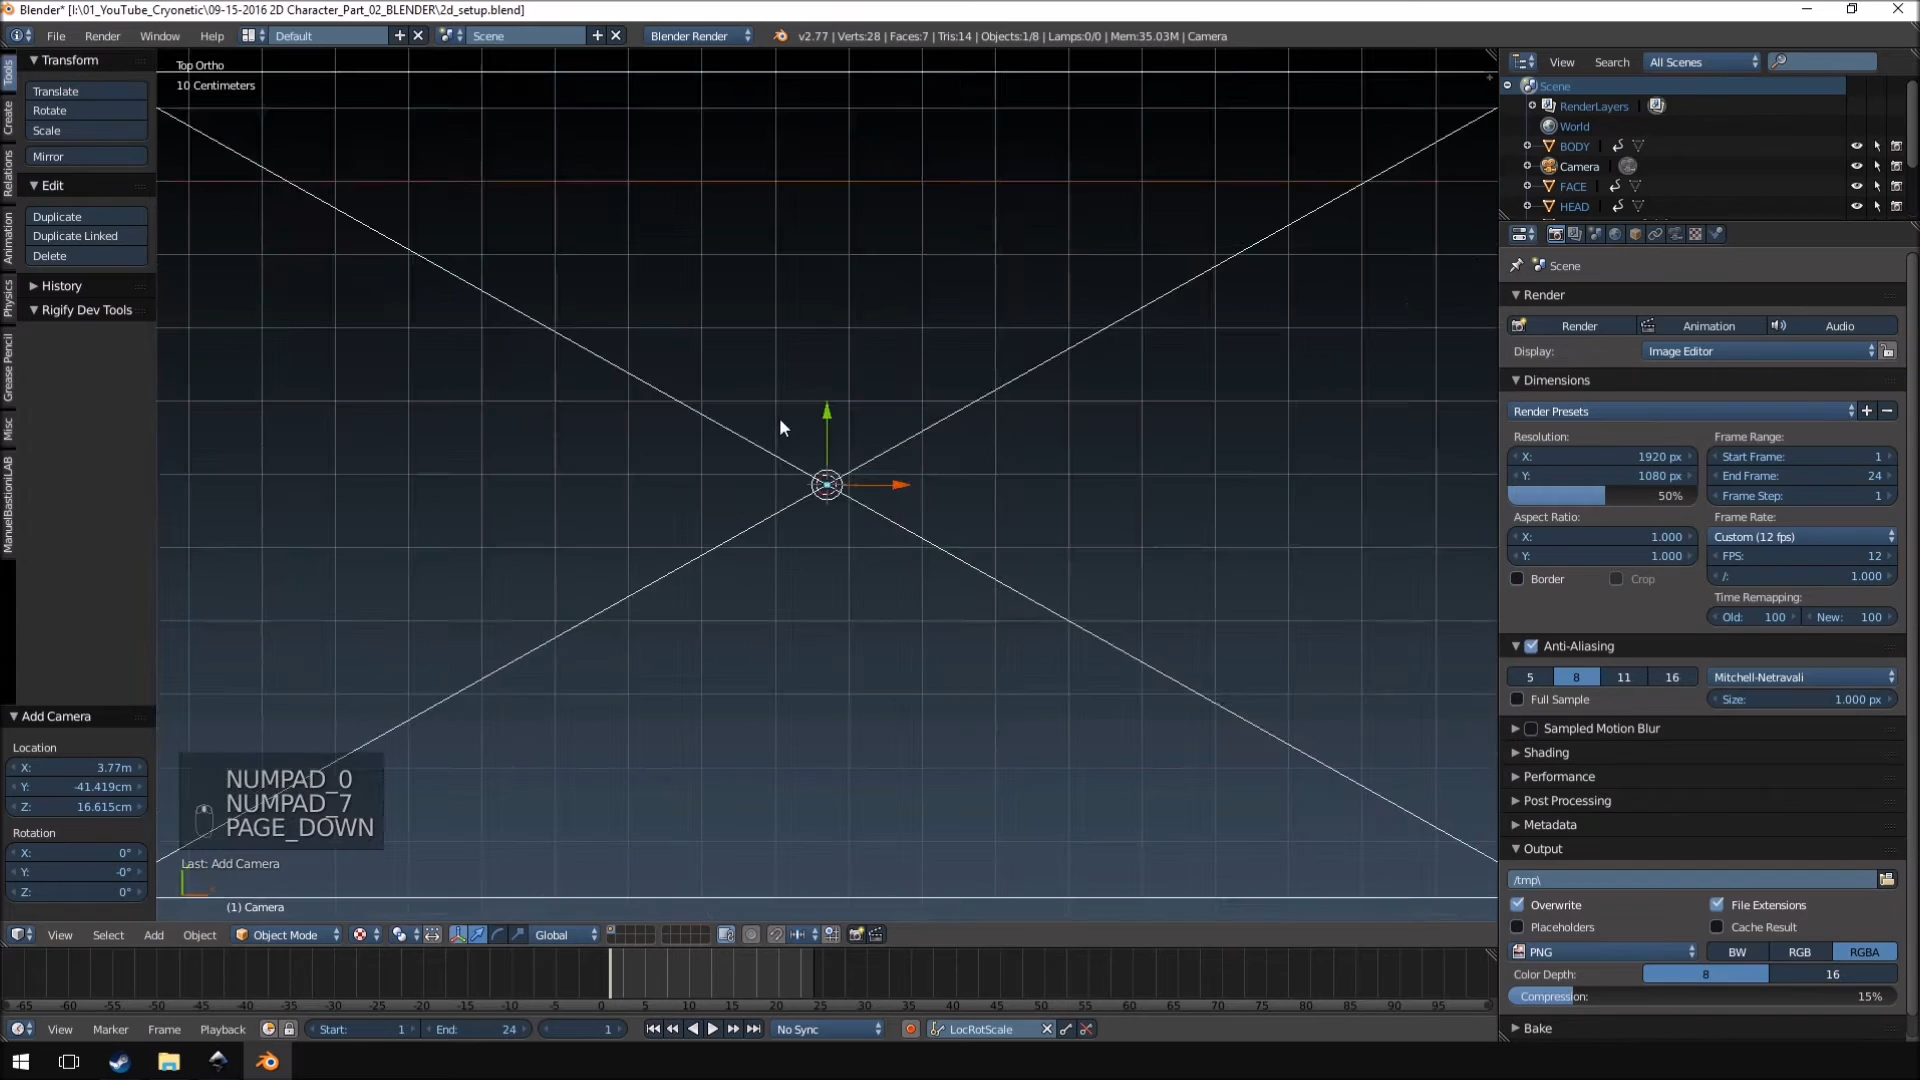 Blender* [I:\01_YouTube_Cryonetic\09-15-2016 2D Character_Part_02_BLENDER\2d_setup.blend]
File Render Window Help Default Scene Blender Render v2.77 | Verts:28 | Faces:7 | Tris:14 | Objects:1/8 | Lamps:0/0 | Mem:35.03M | Camera
Tools
Create
Relations
Animation
Physics
Grease Pencil
Misc
ManuelBastioniLAB
Transform
Translate
Rotate
Scale
Mirror
Edit
Duplicate
Duplicate Linked
Delete
History
Rigify Dev Tools
Add Camera
Location
X: 3.77m
Y: -41.419cm
Z: 16.615cm
Rotation
X: 0°
Y: -0°
Z: 0°
Top Ortho
10 Centimeters
NUMPAD_0
NUMPAD_7
PAGE_DOWN
Last: Add Camera
(1) Camera
View Select Add Object Object Mode Global
-65 -60 -55 -50 -45 -40 -35 -30 -25 -20 -15 -10 -5 0 5 10 15 20 25 30 35 40 45 50 55 60 65 70 75 80 85 90 95
View Marker Frame Playback Start: 1 End: 24 1 No Sync LocRotScale
View Search All Scenes
Scene
RenderLayers
World
BODY
Camera
FACE
HEAD
Scene
Render
Render Animation Audio
Display: Image Editor
Dimensions
Render Presets
Resolution: Frame Range:
X: 1920 px Start Frame: 1
Y: 1080 px End Frame: 24
50% Frame Step: 1
Aspect Ratio: Frame Rate:
X: 1.000 Custom (12 fps)
Y: 1.000 FPS: 12
Border Crop /: 1.000
Time Remapping:
Old: 100 New: 100
Anti-Aliasing
5 8 11 16 Mitchell-Netravali
Full Sample Size: 1.000 px
Sampled Motion Blur
Shading
Performance
Post Processing
Metadata
Output
/tmp\
Overwrite File Extensions
Placeholders Cache Result
PNG BW RGB RGBA
Color Depth: 8 16
Compression: 15%
Bake